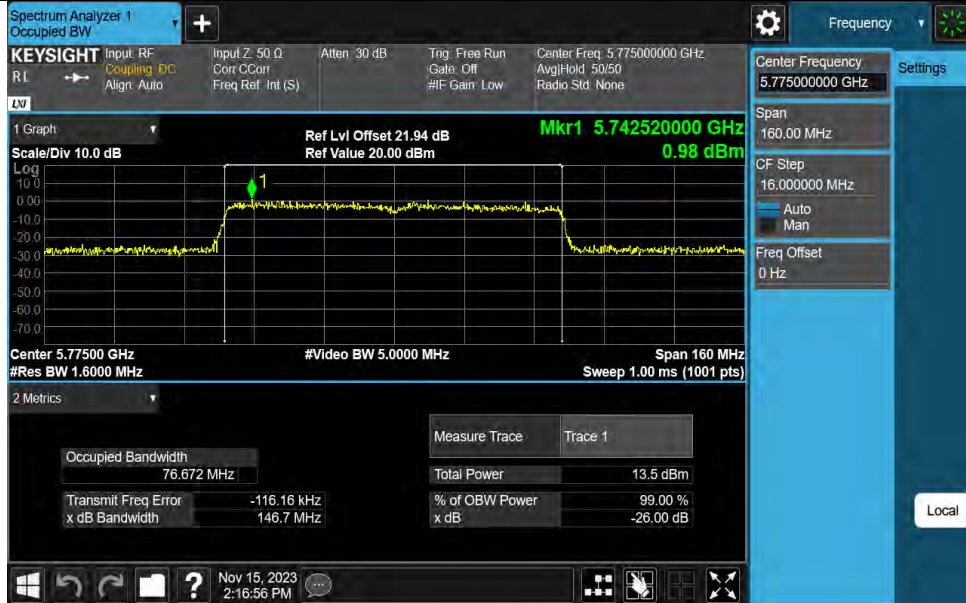 Spectrum Analyzer 1
Occupied BW
+
Frequency
KEYSIGHT
RL
LXI
Input: RF
Coupling: DC
Align: Auto
Input Z: 50 Ω
Corr CCorr
Freq Ref: Int (S)
Atten: 30 dB
Trig: Free Run
Gate: Off
#IF Gain: Low
Center Freq: 5.775000000 GHz
Avg|Hold: 50/50
Radio Std: None
Center Frequency
5.775000000 GHz
Settings
Span
160.00 MHz
CF Step
16.000000 MHz
Auto
Man
Freq Offset
0 Hz
1 Graph
Scale/Div 10.0 dB
Ref Lvl Offset 21.94 dB
Ref Value 20.00 dBm
Mkr1 5.742520000 GHz
0.98 dBm
Log
10.0
0.00
-10.0
-20.0
-30.0
-40.0
-50.0
-60.0
-70.0
1
Center 5.77500 GHz
#Video BW 5.0000 MHz
Span 160 MHz
#Res BW 1.6000 MHz
Sweep 1.00 ms (1001 pts)
2 Metrics
Measure Trace
Trace 1
Occupied Bandwidth
76.672 MHz
Total Power
13.5 dBm
Transmit Freq Error
-116.16 kHz
% of OBW Power
99.00 %
x dB Bandwidth
146.7 MHz
x dB
-26.00 dB
Local
?
Nov 15, 2023
2:16:56 PM